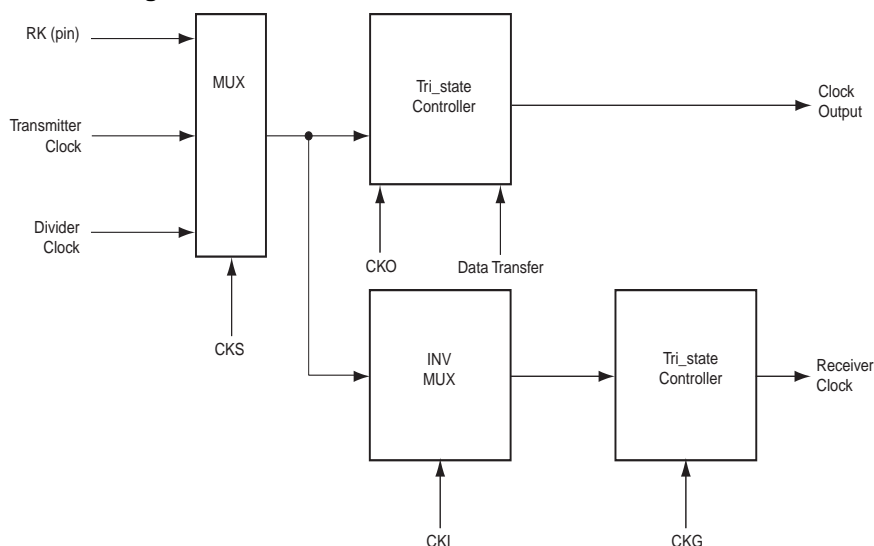 RK (pin)
MUX
Tri_state
Controller
Clock
Output
Transmitter
Clock
Divider
Clock
CKO
Data Transfer
CKS
INV
MUX
Tri_state
Controller
Receiver
Clock
CKI
CKG